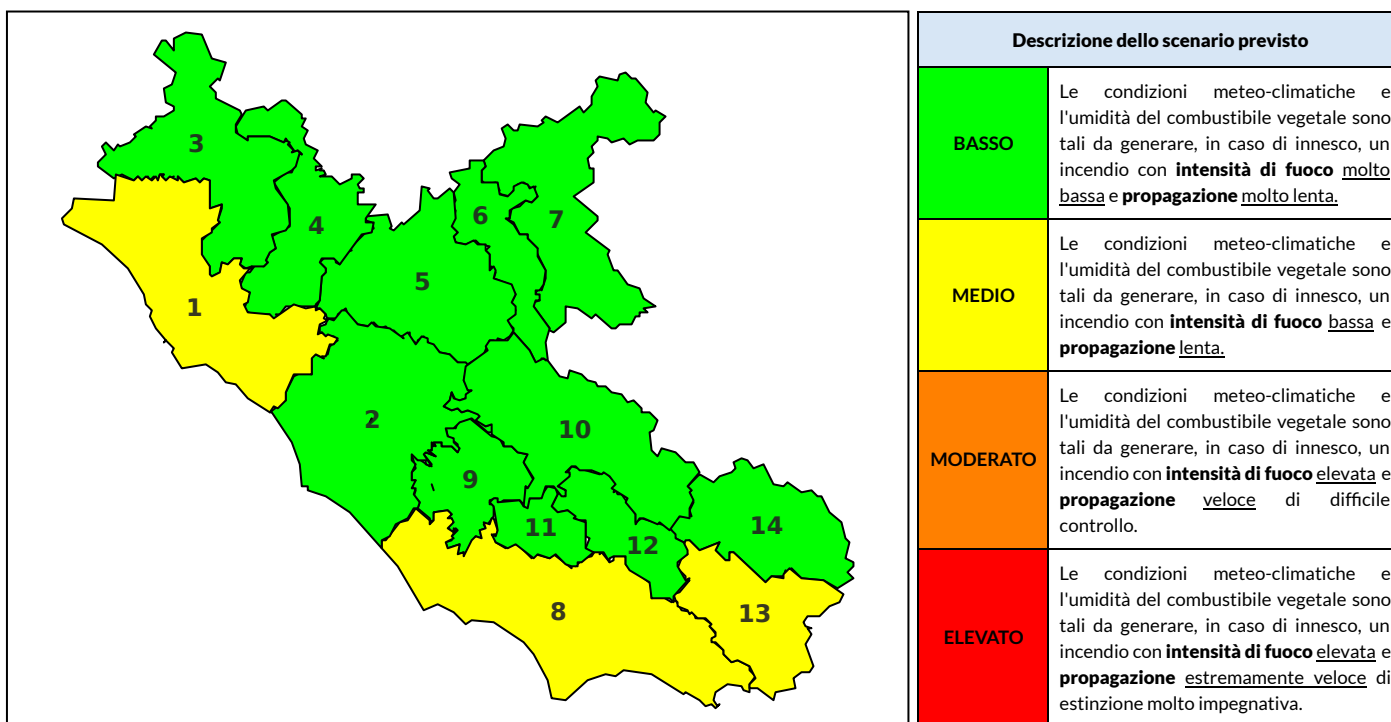 3
4
6
7
5
1
2
10
9
14
11
12
8
13
Descrizione dello scenario previsto
BASSO
Le condizioni meteo-climatiche e
l'umidità del combustibile vegetale sono
tali da generare, in caso di innesco, un
incendio con intensità di fuoco molto
bassa e propagazione molto lenta.
MEDIO
Le condizioni meteo-climatiche e
l'umidità del combustibile vegetale sono
tali da generare, in caso di innesco, un
incendio con intensità di fuoco bassa e
propagazione lenta.
MODERATO
Le condizioni meteo-climatiche e
l'umidità del combustibile vegetale sono
tali da generare, in caso di innesco, un
incendio con intensità di fuoco elevata e
propagazione veloce di difficile
controllo.
ELEVATO
Le condizioni meteo-climatiche e
l'umidità del combustibile vegetale sono
tali da generare, in caso di innesco, un
incendio con intensità di fuoco elevata e
propagazione estremamente veloce di
estinzione molto impegnativa.